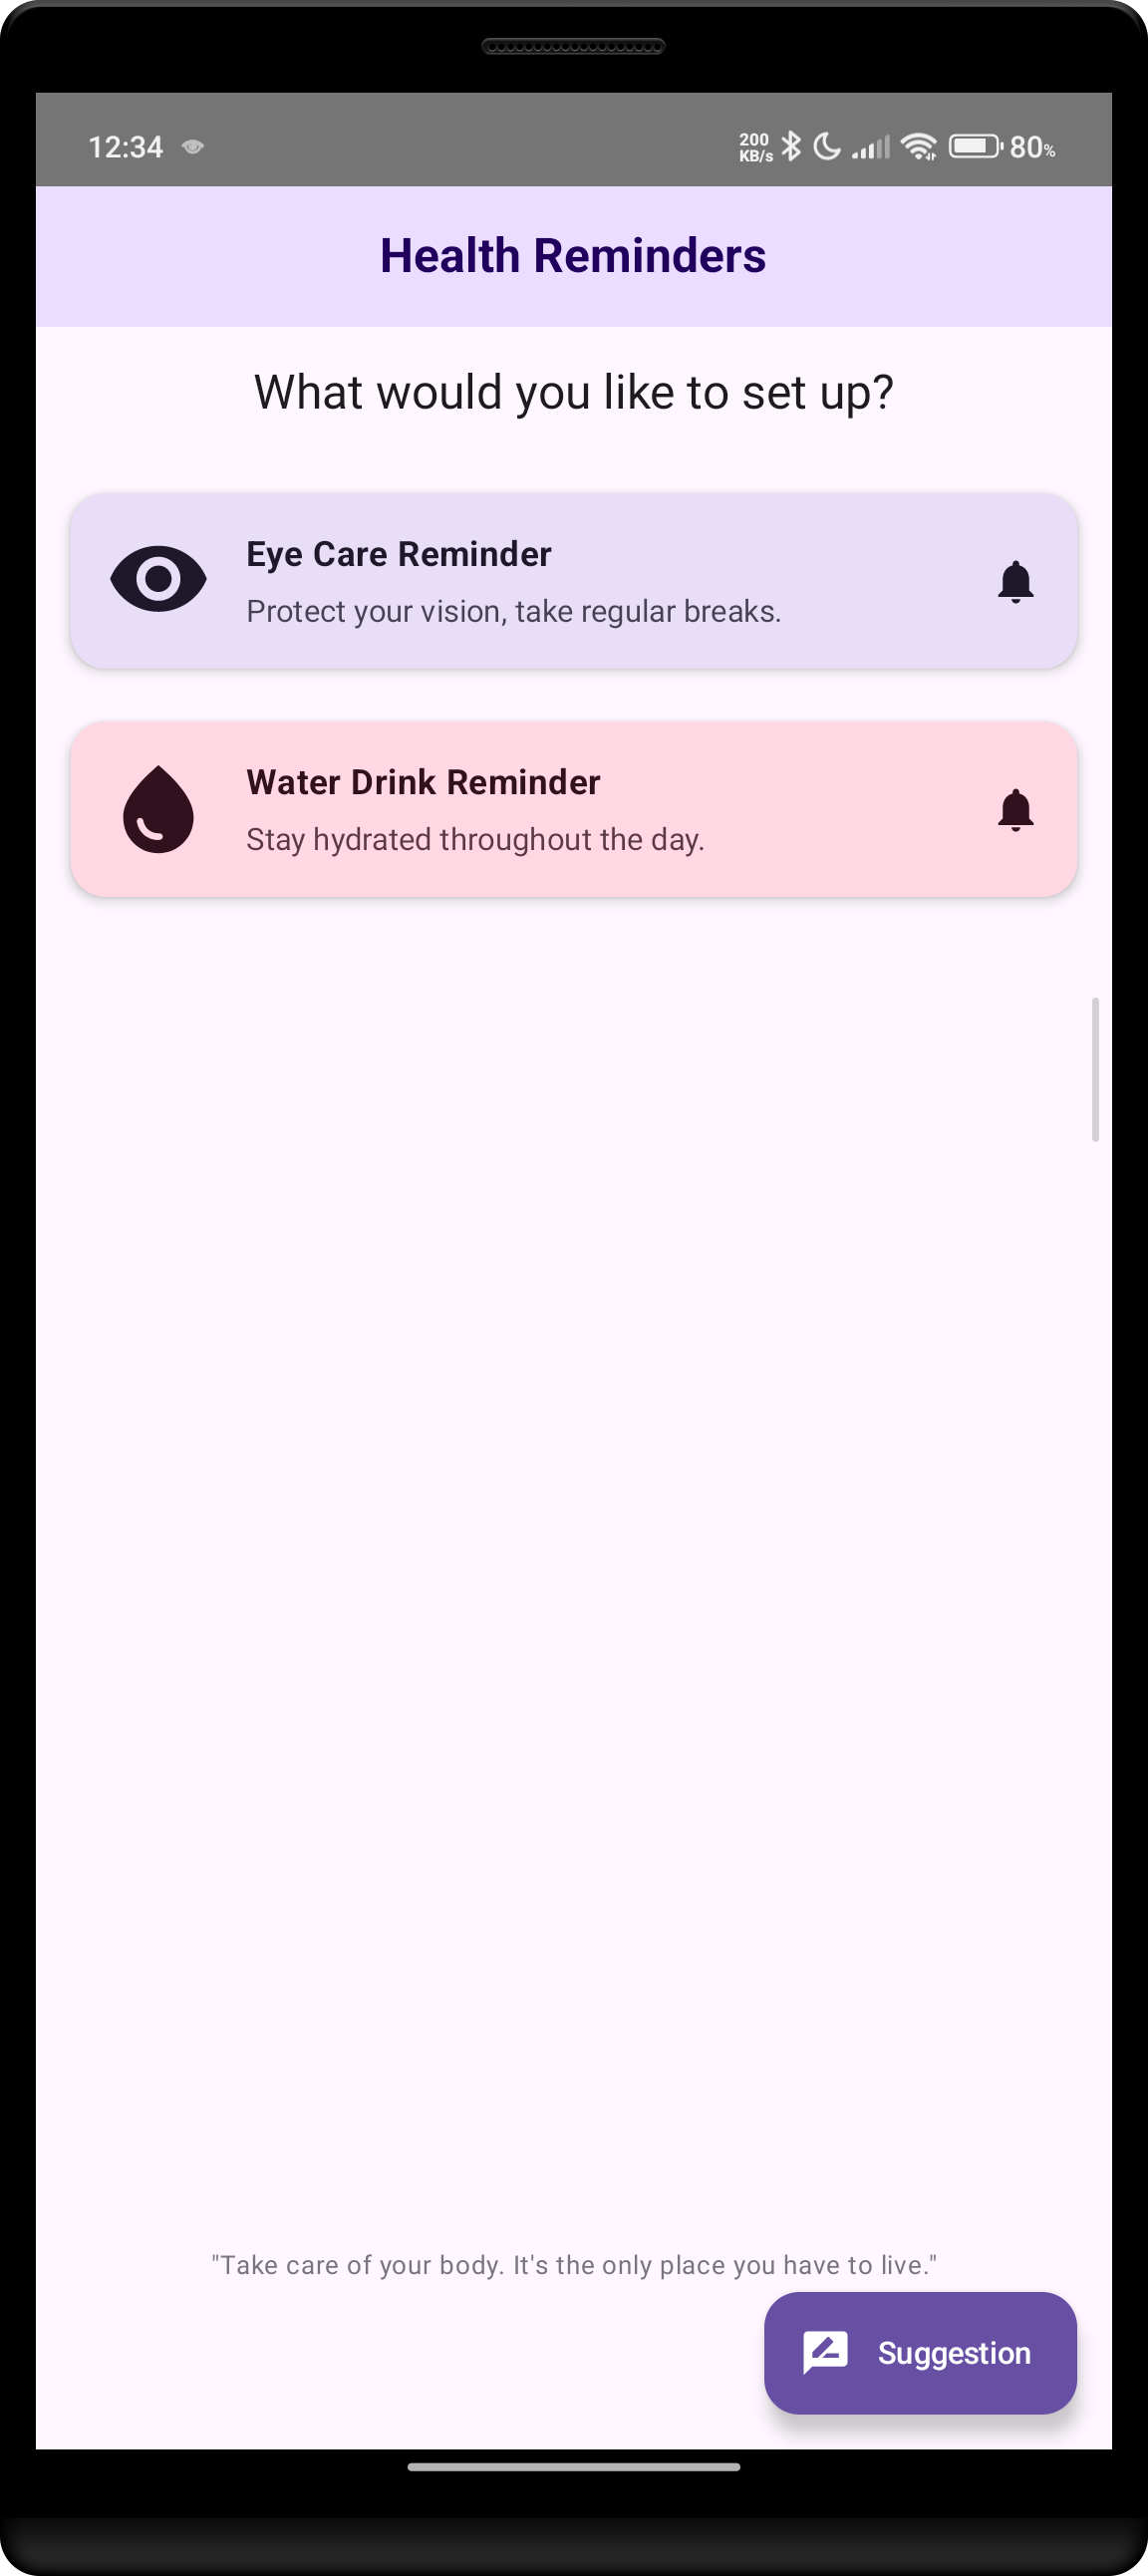 12:34
200
KB/s
80%
Health Reminders
What would you like to set up?
Eye Care Reminder
Protect your vision, take regular breaks.
Water Drink Reminder
Stay hydrated throughout the day.
"Take care of your body. It's the only place you have to live."
Suggestion